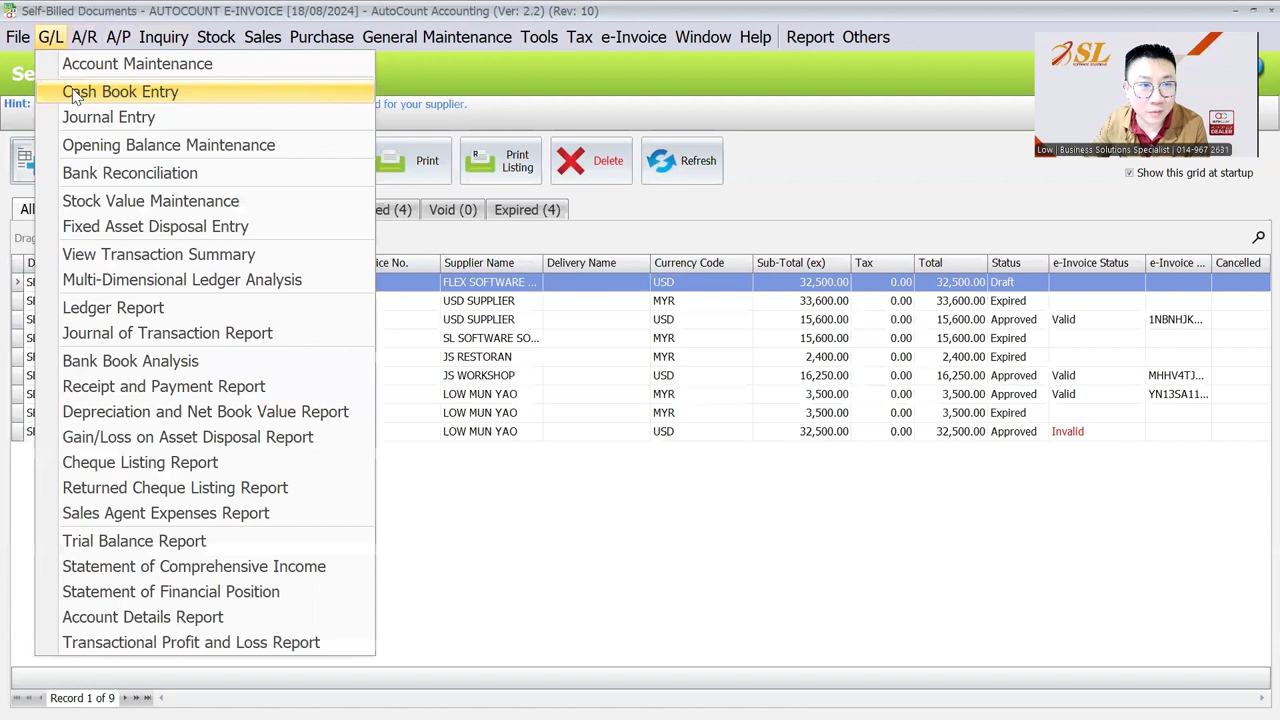 Self-Billed Documents - AUTOCOUNT E-INVOICE [18/08/2024] - AutoCount Accounting (Ver: 2.2) (Rev: 10)
File G/L A/R A/P Inquiry Stock Sales Purchase General Maintenance Tools Tax e-Invoice Window Help Report Others
Account Maintenance
Cash Book Entry
Journal Entry
Opening Balance Maintenance
Bank Reconciliation
Stock Value Maintenance
Fixed Asset Disposal Entry
View Transaction Summary
Multi-Dimensional Ledger Analysis
Ledger Report
Journal of Transaction Report
Bank Book Analysis
Receipt and Payment Report
Depreciation and Net Book Value Report
Gain/Loss on Asset Disposal Report
Cheque Listing Report
Returned Cheque Listing Report
Sales Agent Expenses Report
Trial Balance Report
Statement of Comprehensive Income
Statement of Financial Position
Account Details Report
Transactional Profit and Loss Report
Se
Hint: d for your supplier.
SL
Low | Business Solutions Specialist | 014-967 2631
Show this grid at startup
Print
Print Listing
Delete
Refresh
All
ed (4) Void (0) Expired (4)
Drag
D ice No. Supplier Name Delivery Name Currency Code Sub-Total (ex) Tax Total Status e-Invoice Status e-Invoice ... Cancelled
SE FLEX SOFTWARE ... USD 32,500.00 0.00 32,500.00 Draft
SE USD SUPPLIER MYR 33,600.00 0.00 33,600.00 Expired
SE USD SUPPLIER USD 15,600.00 0.00 15,600.00 Approved Valid 1NBNHJK...
SE SL SOFTWARE SO... MYR 15,600.00 0.00 15,600.00 Expired
SE JS RESTORAN MYR 2,400.00 0.00 2,400.00 Expired
SE JS WORKSHOP USD 16,250.00 0.00 16,250.00 Approved Valid MHHV4TJ...
SE LOW MUN YAO MYR 3,500.00 0.00 3,500.00 Approved Valid YN13SA11...
SE LOW MUN YAO MYR 3,500.00 0.00 3,500.00 Expired
SE LOW MUN YAO USD 32,500.00 0.00 32,500.00 Approved Invalid
Record 1 of 9